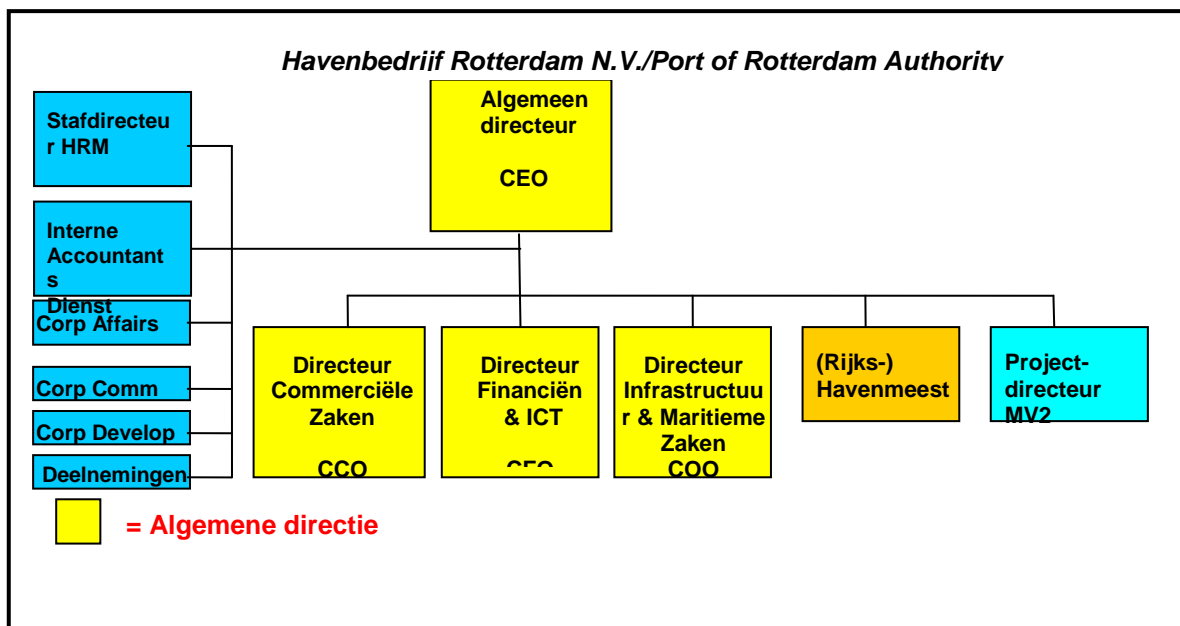 Havenbedrijf Rotterdam N.V./Port of Rotterdam Authority
Algemeen
directeur
CEO
Stafdirecteu
r HRM
Interne
Accountant
s
Dienst
Corp Affairs
Corp Comm
Corp Develop
Deelnemingen
Directeur
Commerciële
Zaken
CCO
Directeur
Financiën
& ICT
CFO
Directeur
Infrastructuu
r & Maritieme
Zaken
COO
(Rijks-)
Havenmeest
Project-
directeur
MV2
= Algemene directie